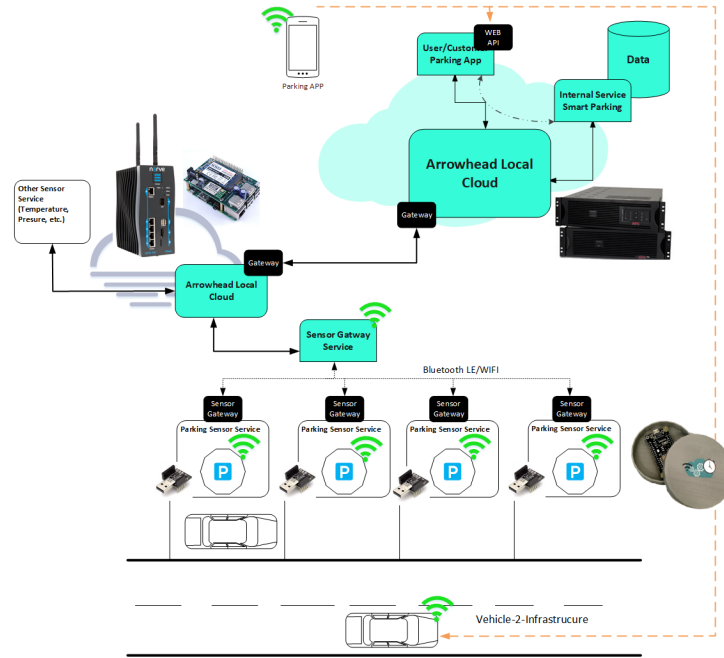 Parking APP
WEB
API
User/Customer
Parking App
Data
Internal Service
Smart Parking
Arrowhead Local
Cloud
Gateway
nerve
Other Sensor
Service
(Temperature,
Presure, etc.)
Gateway
Arrowhead Local
Cloud
Sensor Gatway
Service
Bluetooth LE/WIFI
Sensor
Gateway
Sensor
Gateway
Sensor
Gateway
Sensor
Gateway
Parking Sensor Service
Parking Sensor Service
Parking Sensor Service
Parking Sensor Service
P
P
P
P
Vehicle-2-Infrastrucure